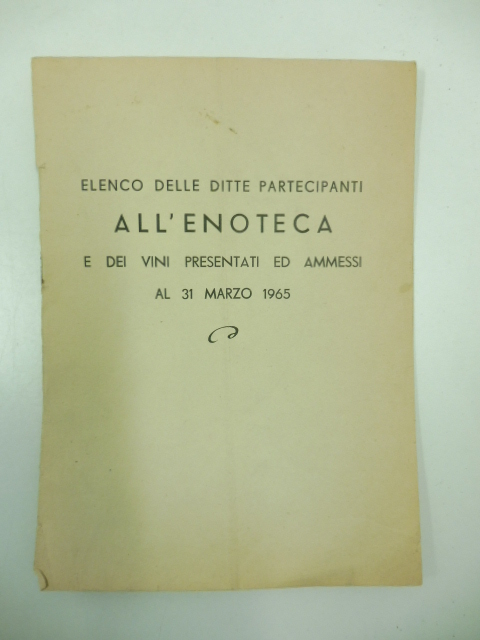 ELENCO DELLE DITTE PARTECIPANTI
ALL'ENOTECA
E DEI VINI PRESENTATI ED AMMESSI
AL 31 MARZO 1965